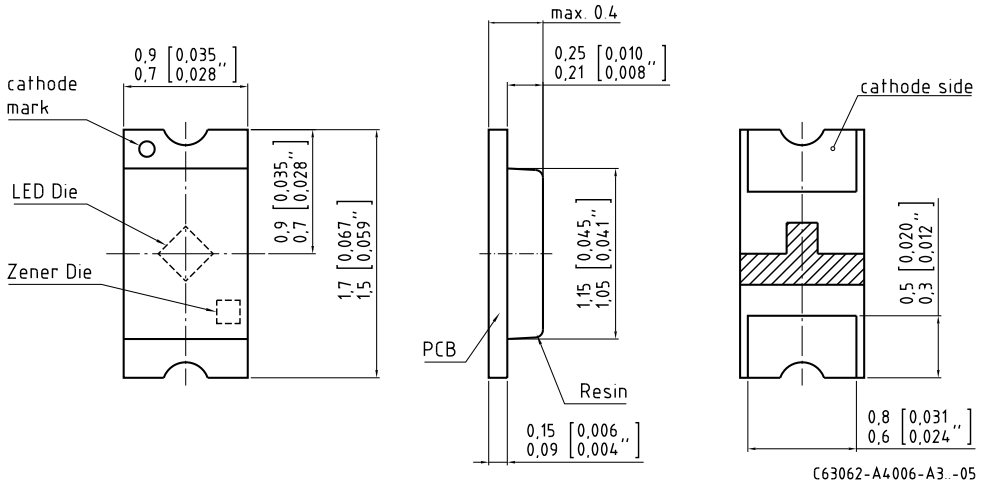 max. 0.4
0,9 [0,035
0,7 [0,028"]
0,25 [0,010
0,21 [0,008"]
cathode
mark
cathode side
LED Die
Zener Die
0,9 [0,035
0,7 [0,028"]
1,7 [0,067
1,5 [0,059"]
1,15 [0,045
1,05 [0,041"]
0,5 [0,020
0,3 [0,012"]
PCB
Resin
0,15 [0,006
0,09 [0,004"]
0,8 [0,031
0,6 [0,024"]
C63062-A4006-A3..-05